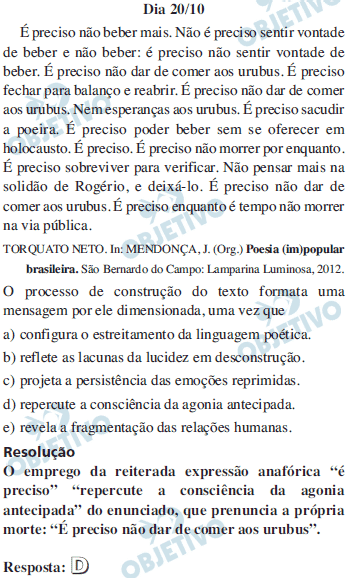 Dia 20/10
É preciso não beber mais. Não é preciso sentir vontade
de beber e não beber: é preciso não sentir vontade de
beber. É preciso não dar de comer aos urubus. É preciso
fechar para balanço e reabrir. É preciso não dar de comer
aos urubus. Nem esperanças aos urubus. É preciso sacudir
a poeira. É preciso poder beber sem se oferecer em
holocausto. É preciso. É preciso não morrer por enquanto.
É preciso sobreviver para verificar. Não pensar mais na
solidão de Rogério, e deixá-lo. É preciso não dar de
comer aos urubus. É preciso enquanto é tempo não morrer
na via pública.
TORQUATO NETO. In: MENDONÇA, J. (Org.) Poesia (im)popular
brasileira. São Bernardo do Campo: Lamparina Luminosa, 2012.
O processo de construção do texto formata uma
mensagem por ele dimensionada, uma vez que
a) configura o estreitamento da linguagem poética.
b) reflete as lacunas da lucidez em desconstrução.
c) projeta a persistência das emoções reprimidas.
d) repercute a consciência da agonia antecipada.
e) revela a fragmentação das relações humanas.
Resolução
O emprego da reiterada expressão anafórica “é
preciso” “repercute a consciência da agonia
antecipada” do enunciado, que prenuncia a própria
morte: “É preciso não dar de comer aos urubus”.
Resposta: D
OBJETIVO
OBJETIVO
OBJETIVO
OBJETIVO
OBJETIVO
OBJETIVO
OBJETIVO